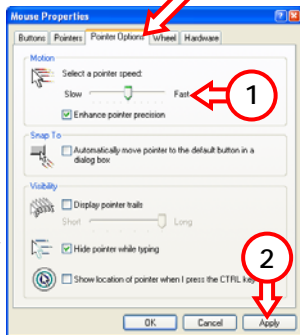 Mouse Properties
Buttons Pointers Pointer Options Wheel Hardware
Motion
Select a pointer speed:
Slow Fast
1
Enhance pointer precision
Snap To
Automatically move pointer to the default button in a
dialog box
Visibility
Display pointer trails
Short Long
Hide pointer while typing
2
Show location of pointer when I press the CTRL key
OK Cancel Apply